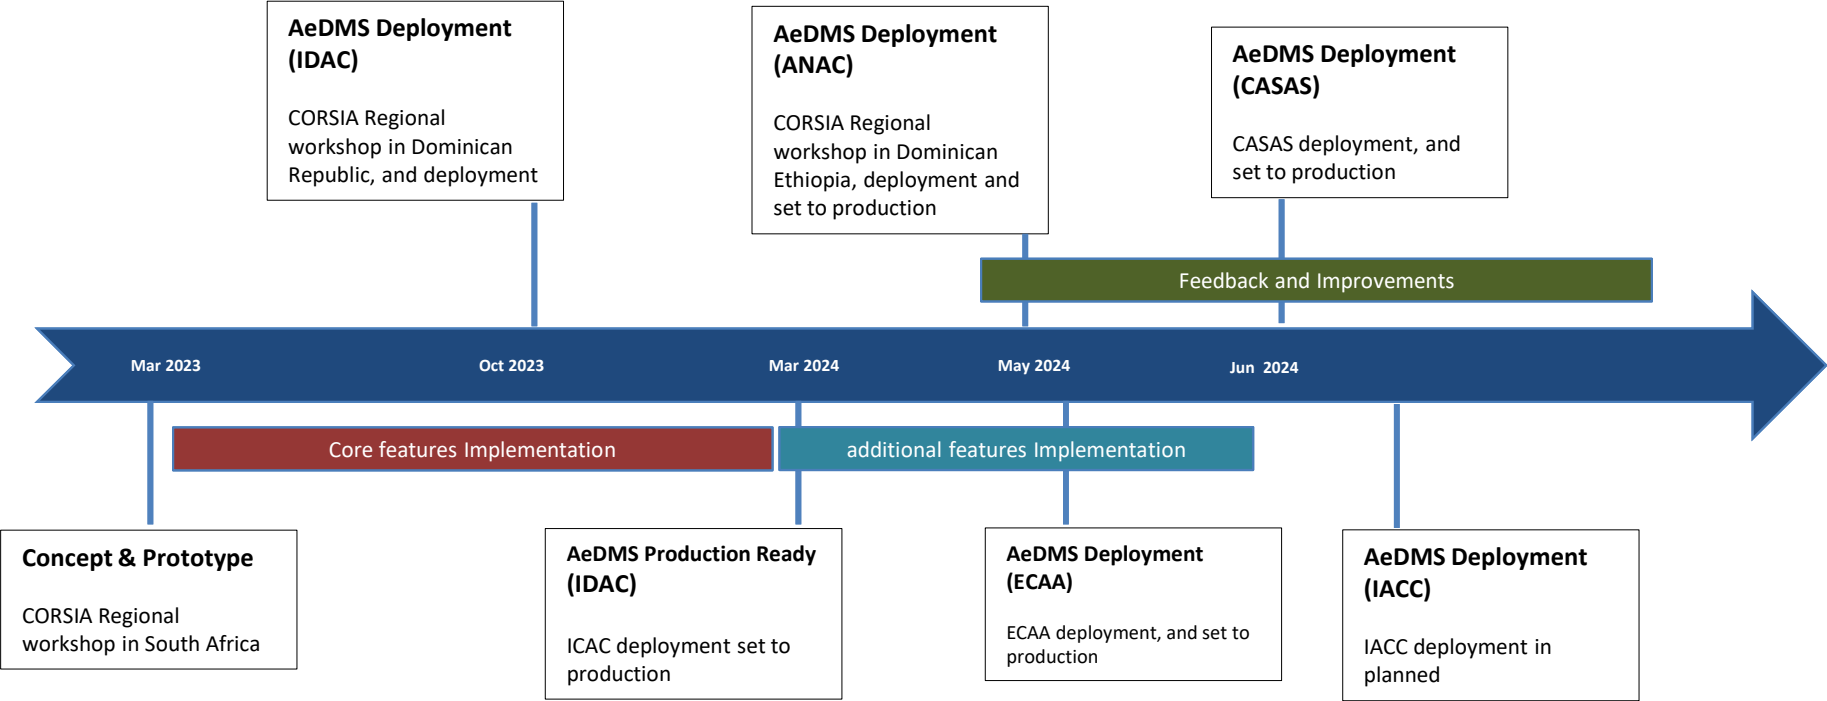 AeDMS Deployment
(IDAC)
CORSIA Regional
workshop in Dominican
Republic, and deployment
AeDMS Deployment
(ANAC)
CORSIA Regional
workshop in Dominican
Ethiopia, deployment and
set to production
AeDMS Deployment
(CASAS)
CASAS deployment, and
set to production
Feedback and Improvements
Mar 2023
Oct 2023
Mar 2024
May 2024
Jun 2024
Core features Implementation
additional features Implementation
Concept & Prototype
CORSIA Regional
workshop in South Africa
AeDMS Production Ready
(IDAC)
ICAC deployment set to
production
AeDMS Deployment
(ECAA)
ECAA deployment, and set to
production
AeDMS Deployment
(IACC)
IACC deployment in
planned